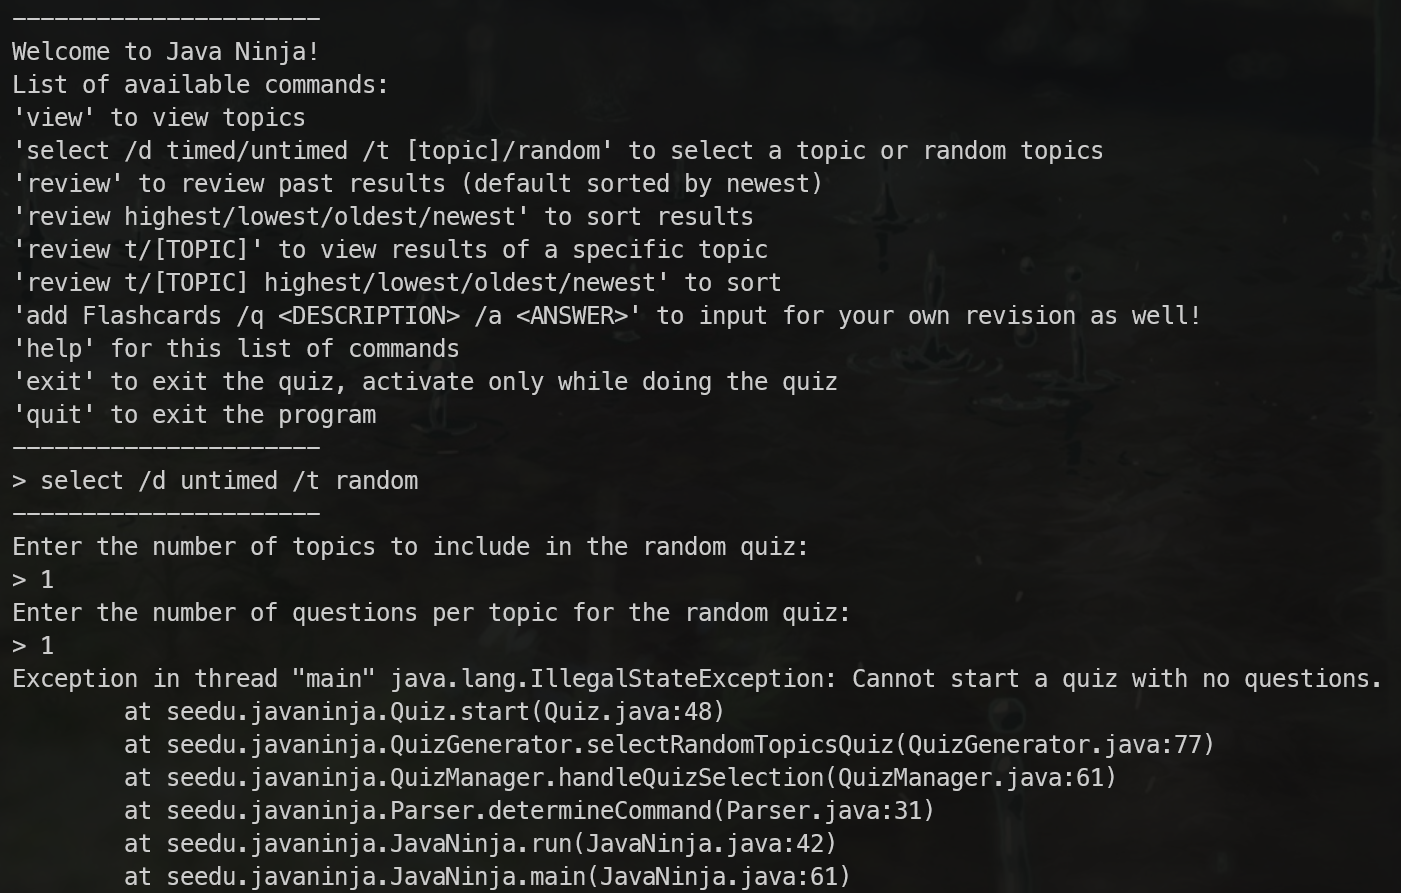 ----------------------
Welcome to Java Ninja!
List of available commands:
'view' to view topics
'select /d timed/untimed /t [topic]/random' to select a topic or random topics
'review' to review past results (default sorted by newest)
'review highest/lowest/oldest/newest' to sort results
'review t/[TOPIC]' to view results of a specific topic
'review t/[TOPIC] highest/lowest/oldest/newest' to sort
'add Flashcards /q <DESCRIPTION> /a <ANSWER>' to input for your own revision as well!
'help' for this list of commands
'exit' to exit the quiz, activate only while doing the quiz
'quit' to exit the program
----------------------
> select /d untimed /t random
----------------------
Enter the number of topics to include in the random quiz:
> 1
Enter the number of questions per topic for the random quiz:
> 1
Exception in thread "main" java.lang.IllegalStateException: Cannot start a quiz with no questions.
        at seedu.javaninja.Quiz.start(Quiz.java:48)
        at seedu.javaninja.QuizGenerator.selectRandomTopicsQuiz(QuizGenerator.java:77)
        at seedu.javaninja.QuizManager.handleQuizSelection(QuizManager.java:61)
        at seedu.javaninja.Parser.determineCommand(Parser.java:31)
        at seedu.javaninja.JavaNinja.run(JavaNinja.java:42)
        at seedu.javaninja.JavaNinja.main(JavaNinja.java:61)